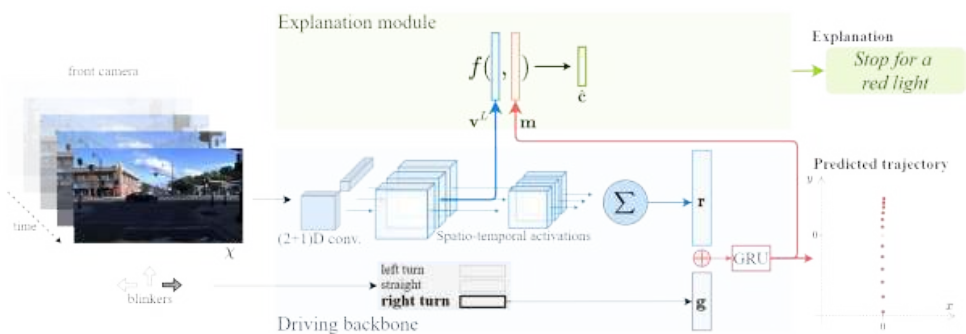 Explanation module
front camera
time
χ
blinkers
f( , )
ĉ
v^L
m
(2+1)D conv.
Spatio-temporal activations
Σ
r
GRU
g
left turn
straight
right turn
Driving backbone
Explanation
Stop for a
red light
Predicted trajectory
y
0
x
0